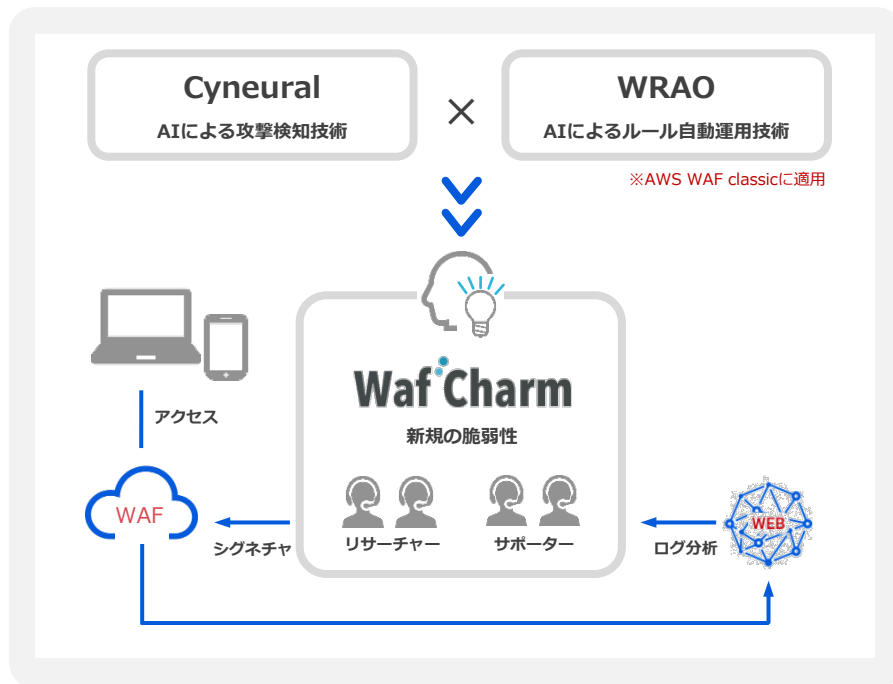 Cyneural
AIによる攻撃検知技術
×
WRAO
AIによるルール自動運用技術
※AWS WAF classicに適用
Waf Charm
新規の脆弱性
アクセス
WAF
シグネチャ
リサーチャー
サポーター
ログ分析
WEB